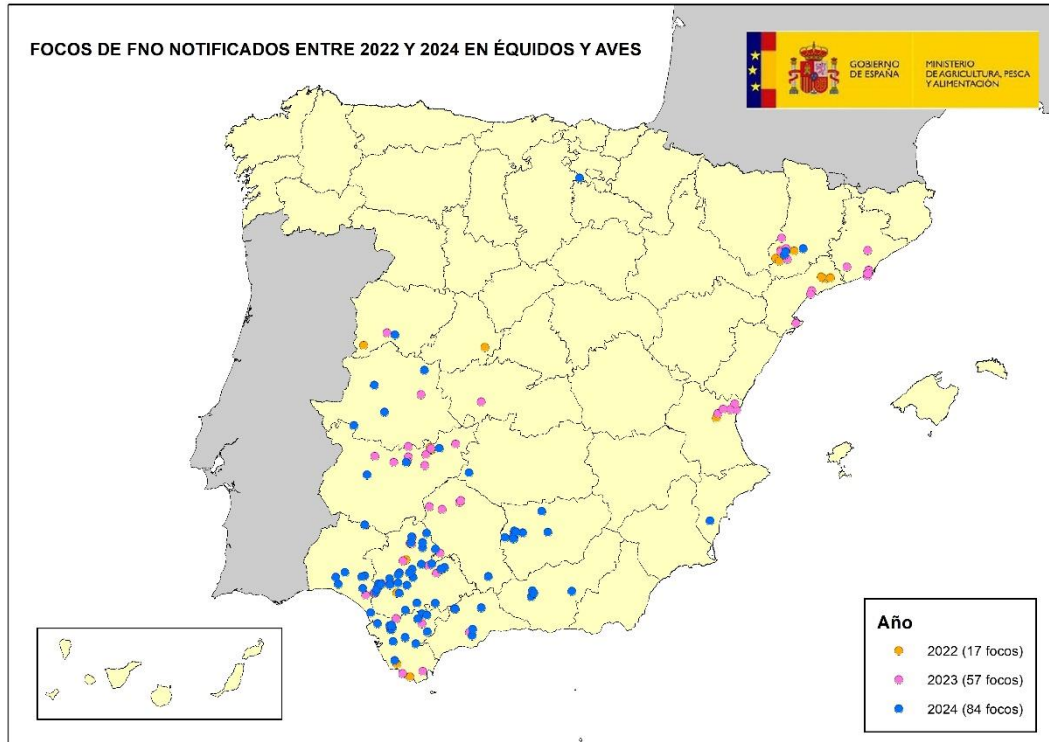 FOCOS DE FNO NOTIFICADOS ENTRE 2022 Y 2024 EN ÉQUIDOS Y AVES
GOBIERNO
DE ESPAÑA
MINISTERIO
DE AGRICULTURA, PESCA
Y ALIMENTACIÓN
Año
2022 (17 focos)
2023 (57 focos)
2024 (84 focos)